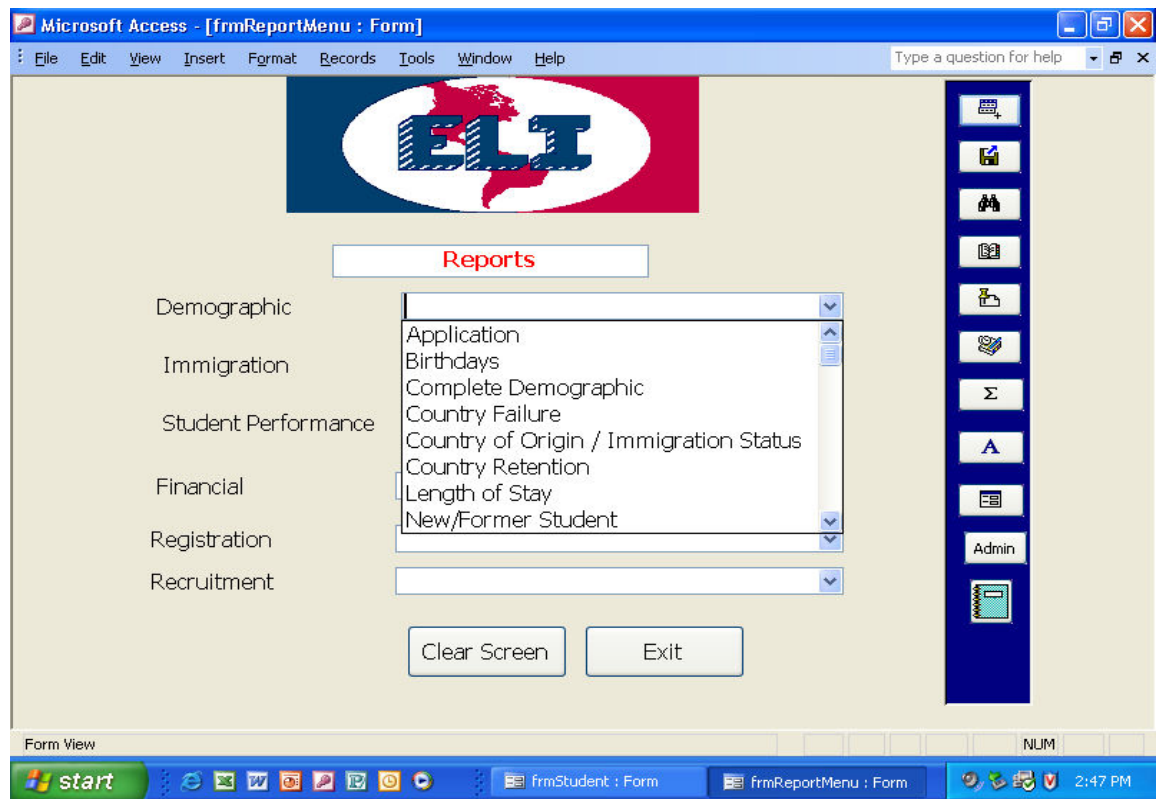 Microsoft Access - [frmReportMenu : Form]
File Edit View Insert Format Records Tools Window Help Type a question for help
ELI
Reports
Demographic
Application
Birthdays
Complete Demographic
Country Failure
Country of Origin / Immigration Status
Country Retention
Length of Stay
New/Former Student
Immigration
Student Performance
Financial
Registration
Recruitment
Clear Screen Exit
Σ
A
Admin
Form View NUM
start frmStudent : Form frmReportMenu : Form 2:47 PM